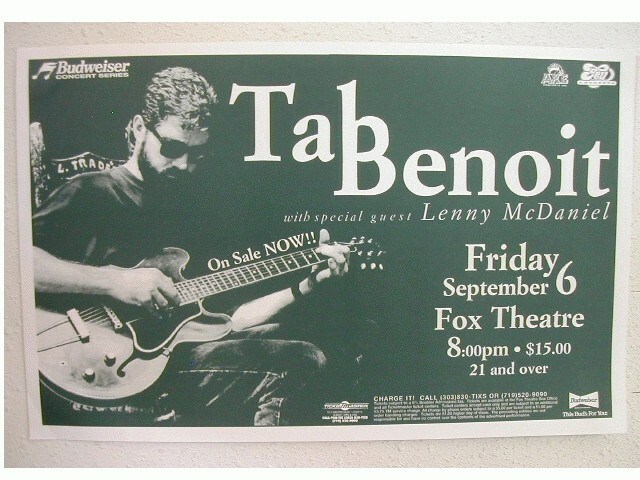 Budweiser
CONCERT SERIES
Tab
Benoit
with special guest Lenny McDaniel
On Sale NOW!!
Friday
September 6
Fox Theatre
8:00pm • $15.00
21 and over
CHARGE IT! CALL (303)830-TIXS OR (719)520-9090
Budweiser
This Bud's For You.